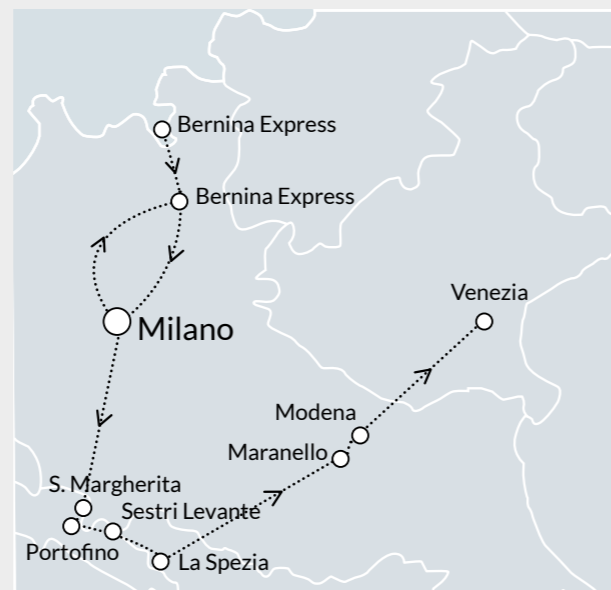 Bernina Express
Bernina Express
Venezia
Milano
Modena
Maranello
S. Margherita
Sestri Levante
Portofino
La Spezia